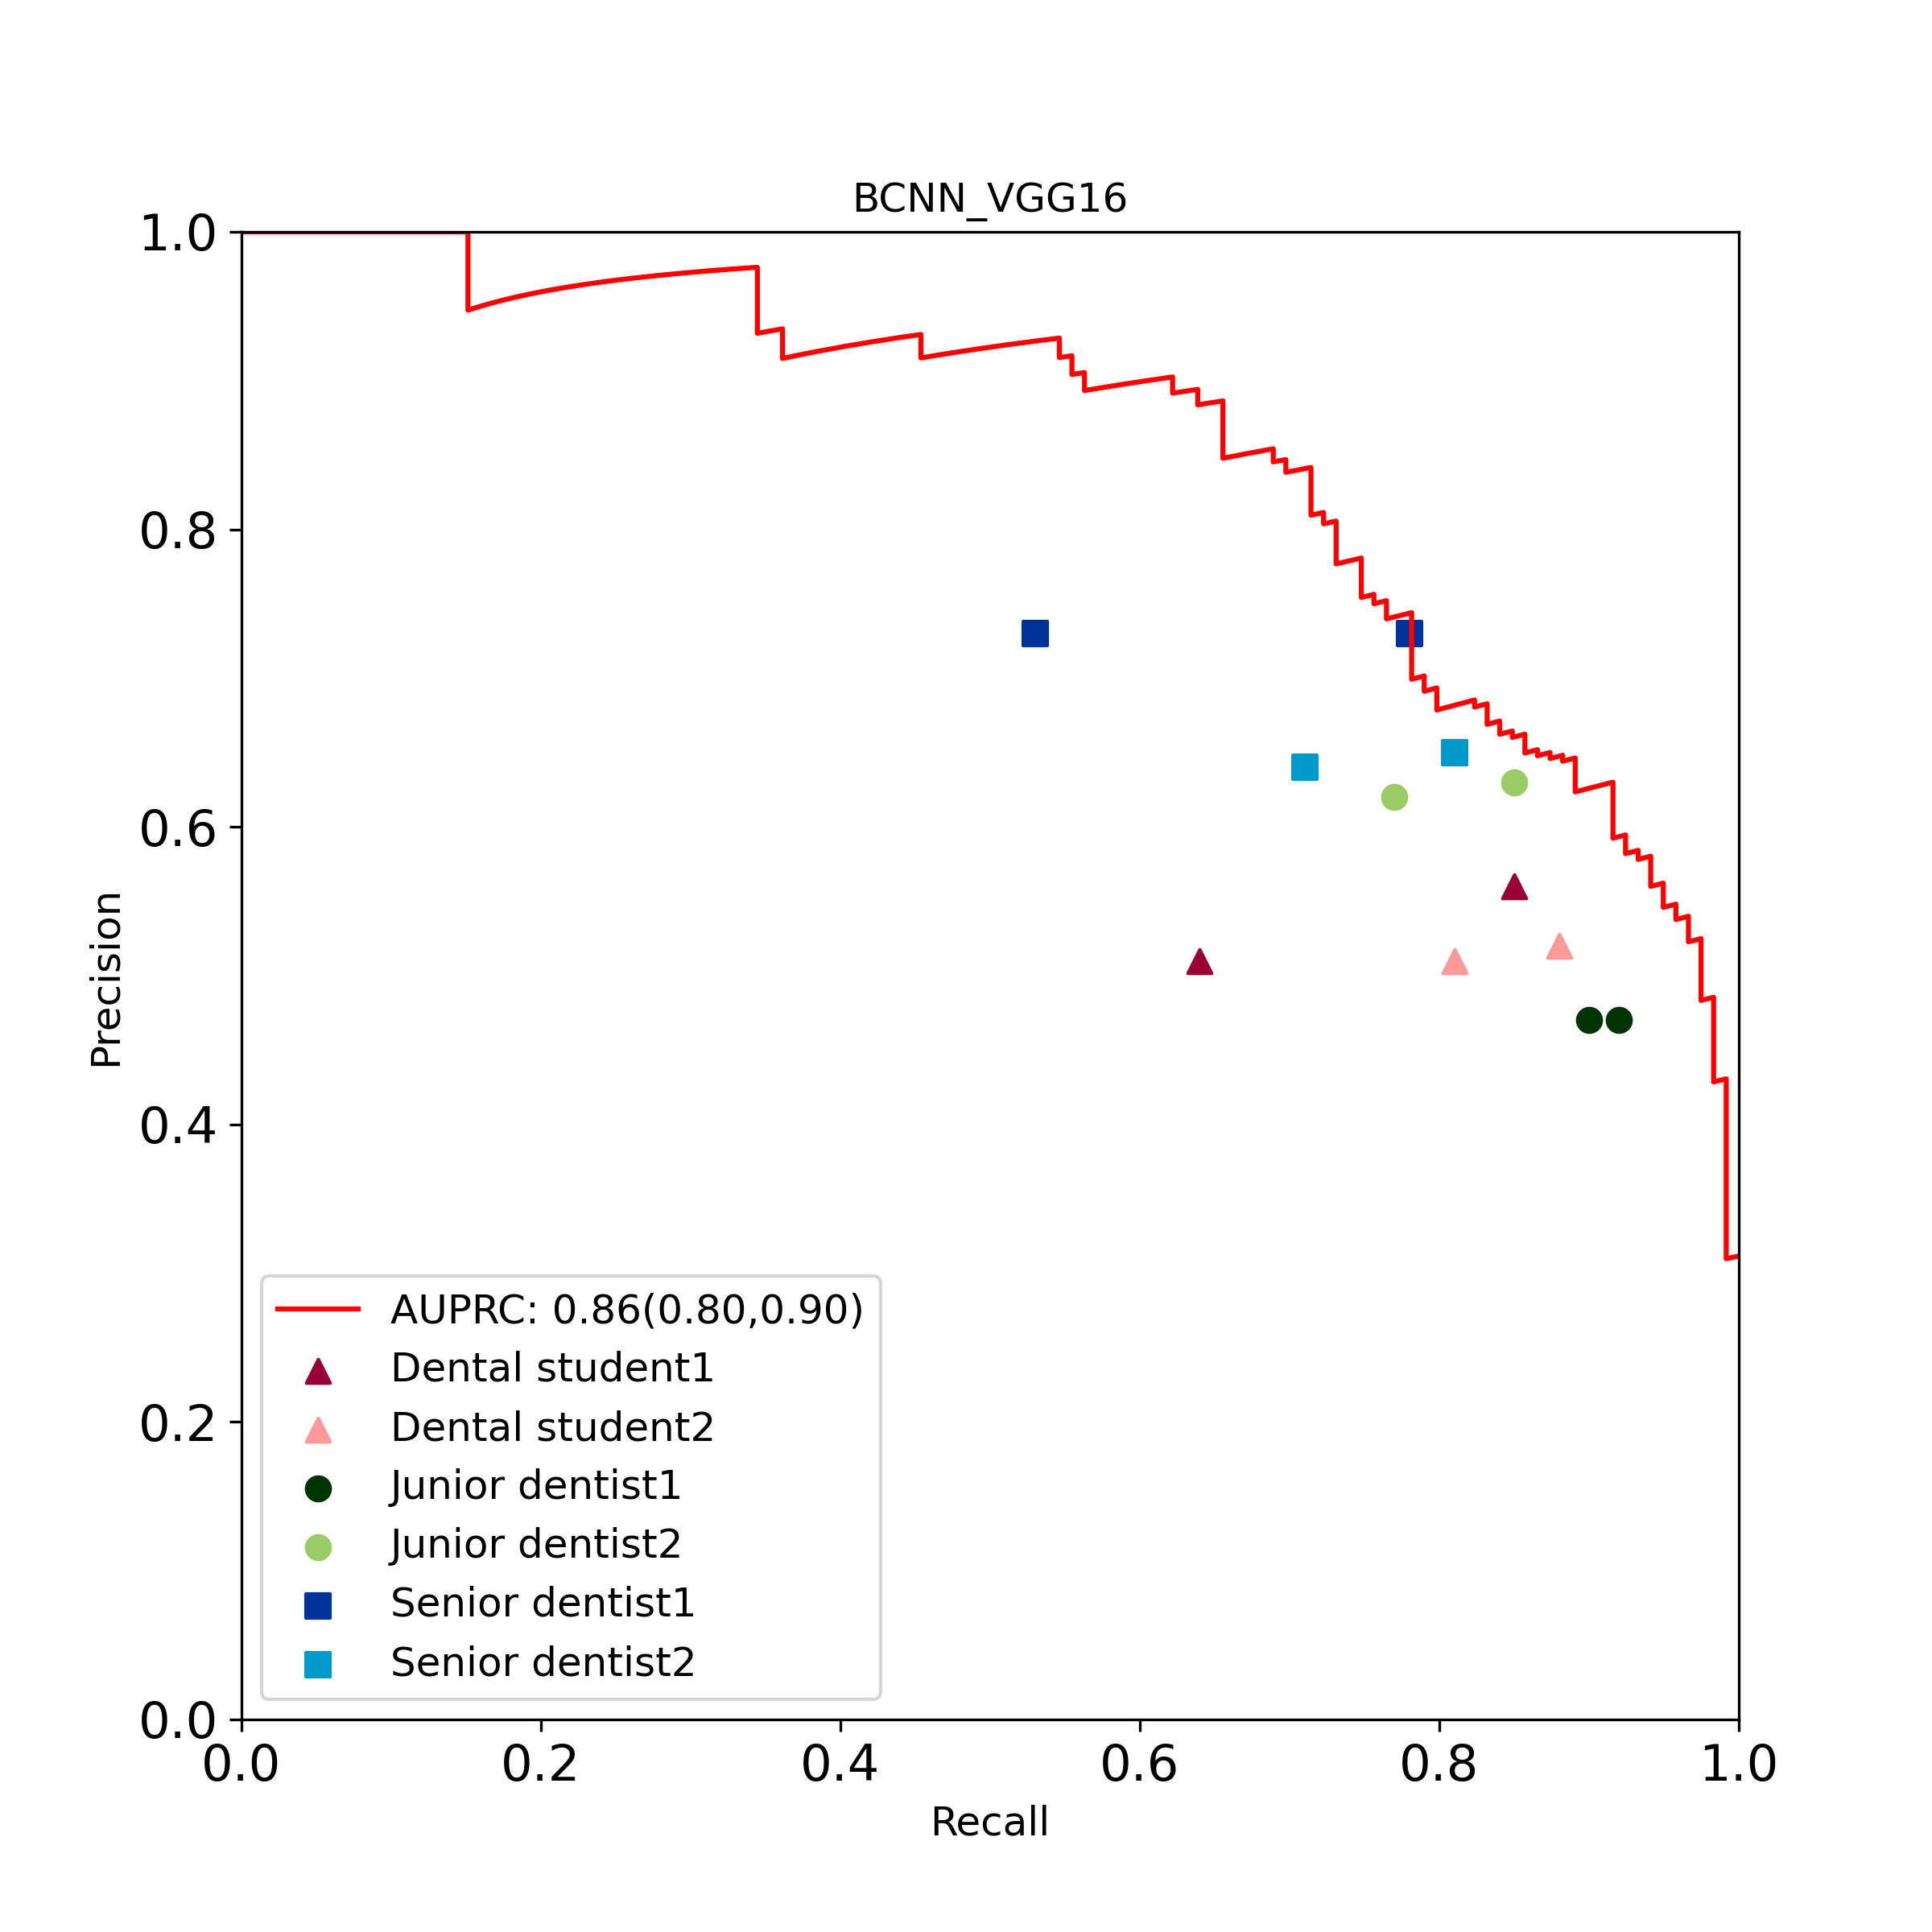 BCNN_VGG16
1.0
0.8
0.6
0.4
0.2
0.0
Precision
AUPRC: 0.86(0.80,0.90)
Dental student1
Dental student2
Junior dentist1
Junior dentist2
Senior dentist1
Senior dentist2
0.0 0.2 0.4 0.6 0.8 1.0
Recall